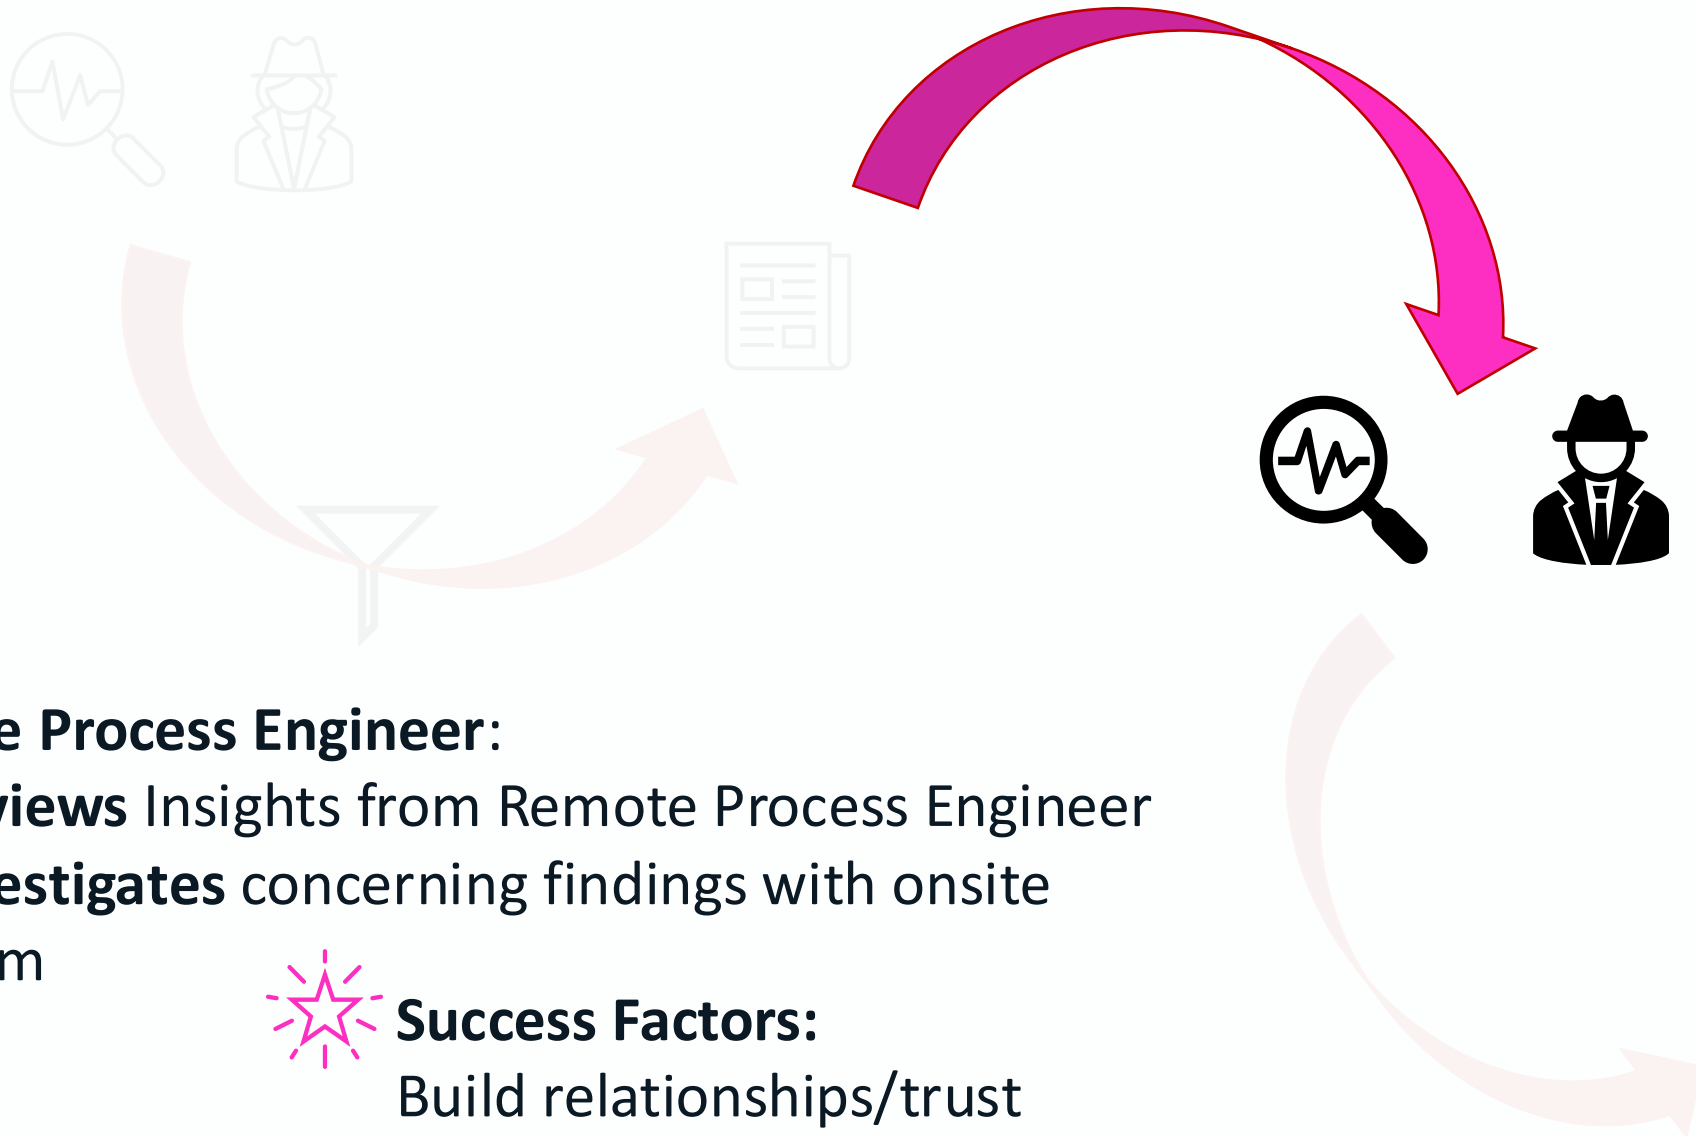 e Process Engineer:
views Insights from Remote Process Engineer
estigates concerning findings with onsite
m
Success Factors:
Build relationships/trust